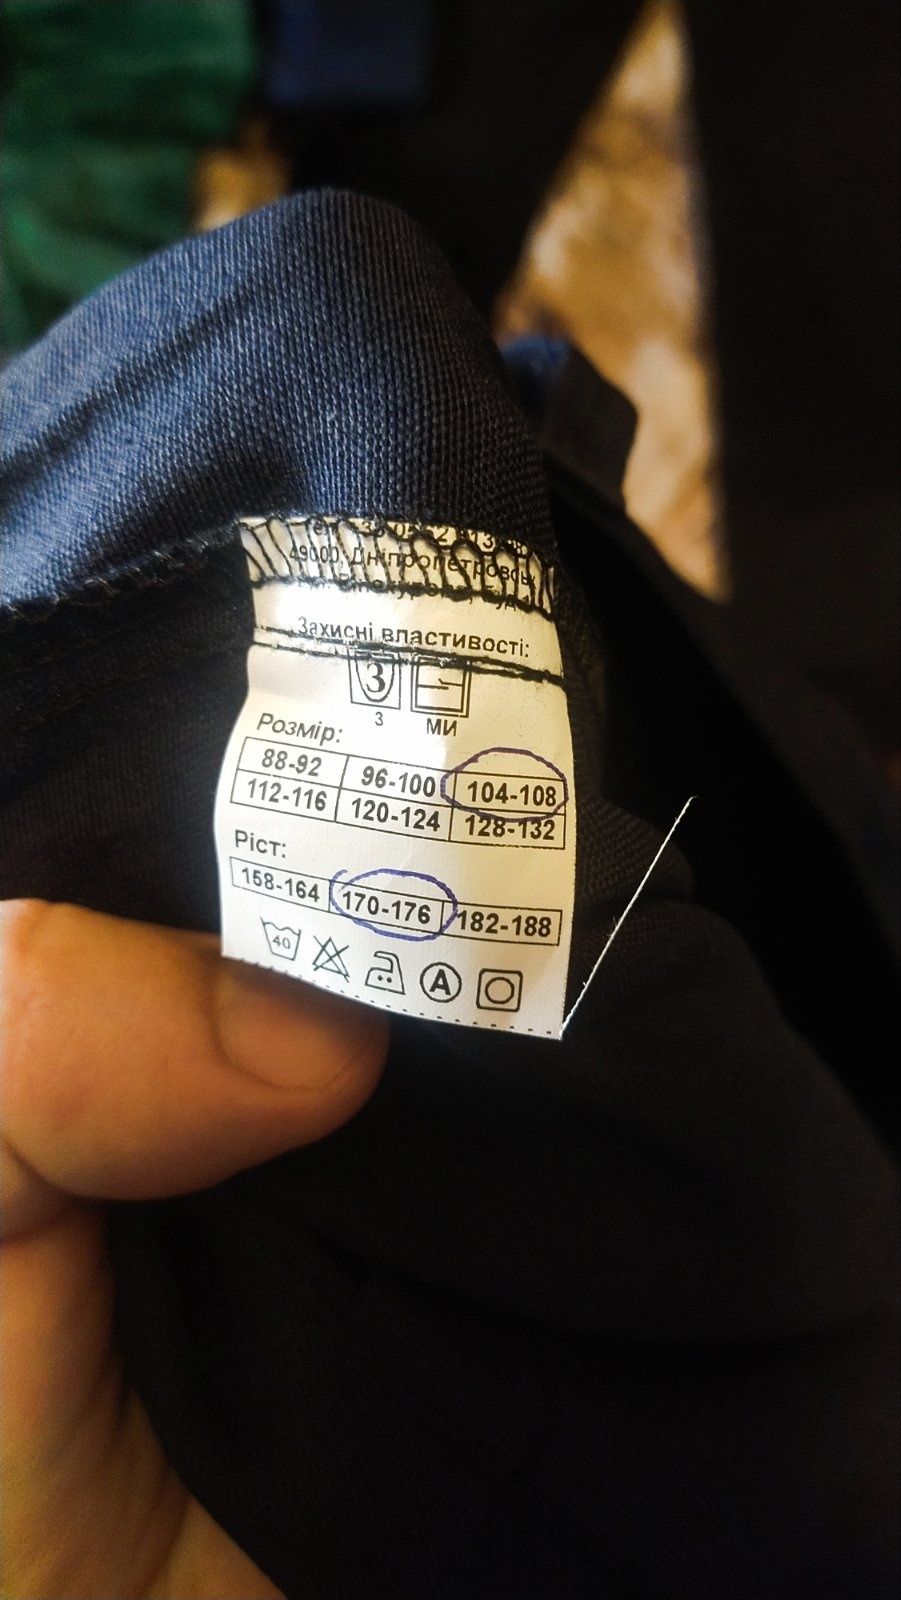 49000, Дніпропетровськ
Захисні властивості:
З
З МИ
Розмір:
88-92 96-100 104-108
112-116 120-124 128-132
Ріст:
158-164 170-176 182-188
40 A